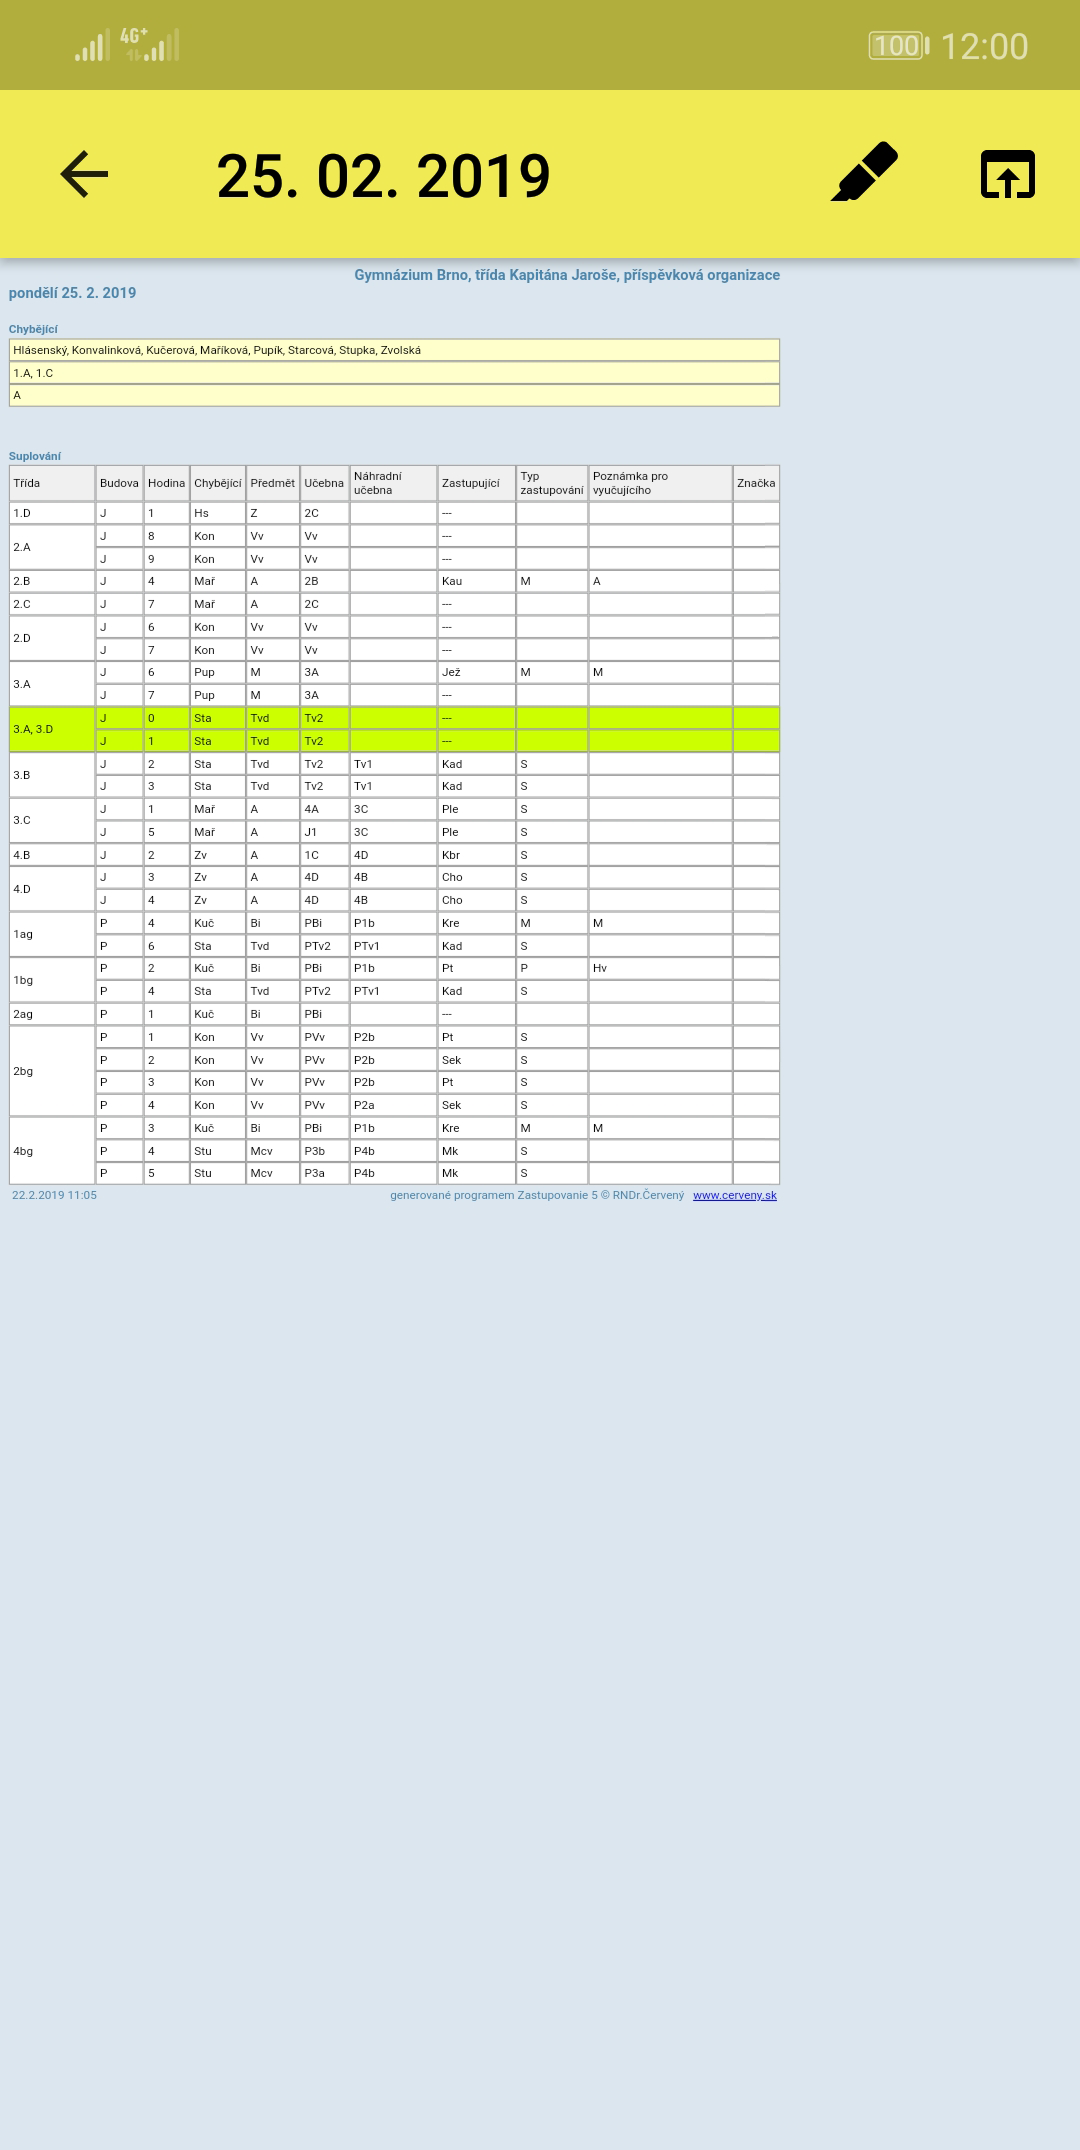 4G+
100 12:00
25. 02. 2019
Gymnázium Brno, třída Kapitána Jaroše, příspěvková organizace
pondělí 25. 2. 2019
Chybějící
Hlásenský, Konvalinková, Kučerová, Maříková, Pupík, Starcová, Stupka, Zvolská
1.A, 1.C
A
Suplování
Třída Budova Hodina Chybějící Předmět Učebna Náhradní učebna Zastupující Typ zastupování Poznámka pro vyučujícího Značka
1.D J 1 Hs Z 2C ---
2.A J 8 Kon Vv Vv ---
J 9 Kon Vv Vv ---
2.B J 4 Mař A 2B Kau M A
2.C J 7 Mař A 2C ---
2.D J 6 Kon Vv Vv ---
J 7 Kon Vv Vv ---
3.A J 6 Pup M 3A Jež M M
J 7 Pup M 3A ---
3.A, 3.D J 0 Sta Tvd Tv2 ---
J 1 Sta Tvd Tv2 ---
3.B J 2 Sta Tvd Tv2 Tv1 Kad S
J 3 Sta Tvd Tv2 Tv1 Kad S
3.C J 1 Mař A 4A 3C Ple S
J 5 Mař A J1 3C Ple S
4.B J 2 Zv A 1C 4D Kbr S
4.D J 3 Zv A 4D 4B Cho S
J 4 Zv A 4D 4B Cho S
1ag P 4 Kuč Bi PBi P1b Kre M M
P 6 Sta Tvd PTv2 PTv1 Kad S
1bg P 2 Kuč Bi PBi P1b Pt P Hv
P 4 Sta Tvd PTv2 PTv1 Kad S
2ag P 1 Kuč Bi PBi ---
2bg P 1 Kon Vv PVv P2b Pt S
P 2 Kon Vv PVv P2b Sek S
P 3 Kon Vv PVv P2b Pt S
P 4 Kon Vv PVv P2a Sek S
4bg P 3 Kuč Bi PBi P1b Kre M M
P 4 Stu Mcv P3b P4b Mk S
P 5 Stu Mcv P3a P4b Mk S
22.2.2019 11:05 generované programem Zastupovanie 5 © RNDr.Červený www.cerveny.sk